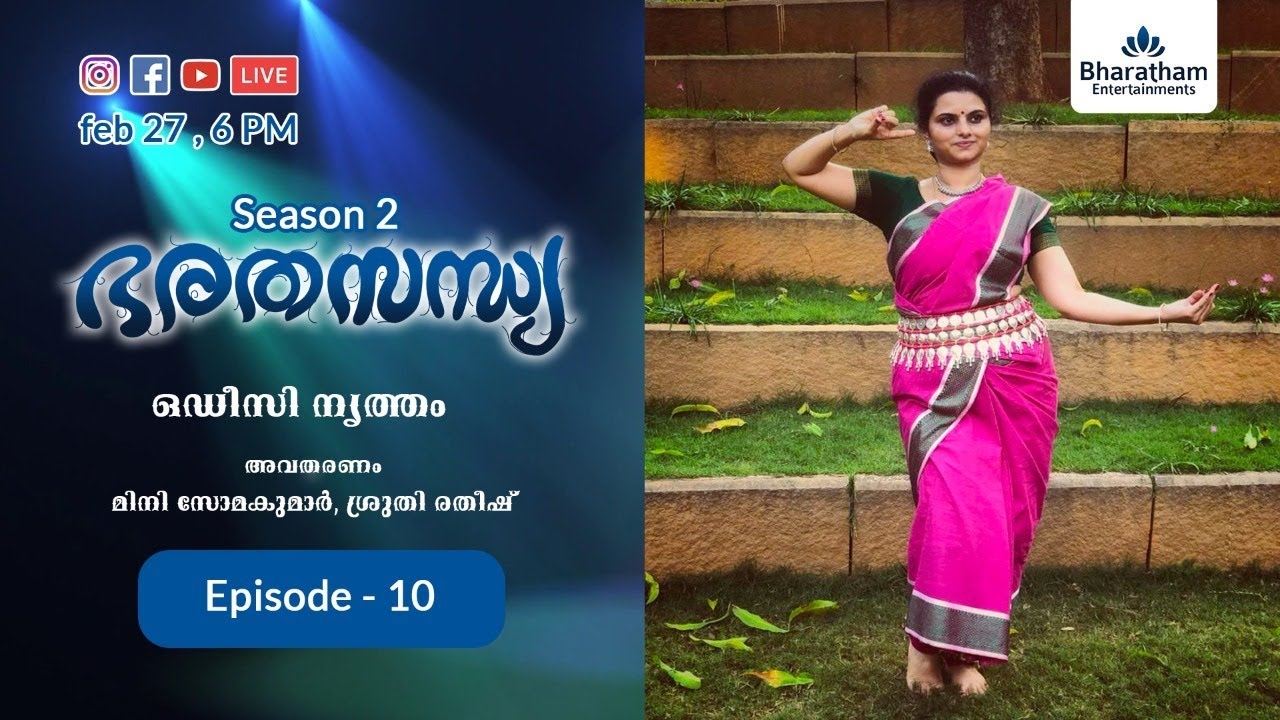 LIVE
feb 27 , 6 PM
Season 2
ഭരതസന്ധ്യ
ഒഡീസി നൃത്തം
അവതരണം
മിനി സോമകുമാർ, ശ്രുതി രതീഷ്
Episode - 10
Bharatham
Entertainments